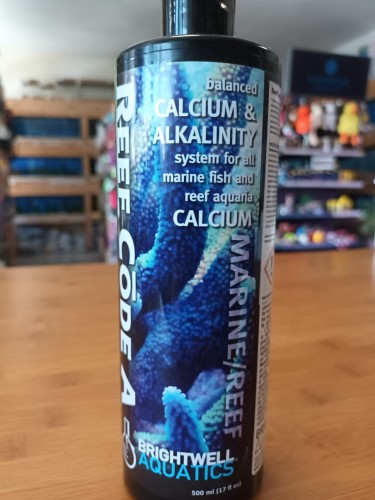 balanced
CALCIUM &
ALKALINITY
system for all
marine fish and
reef aquaria
CALCIUM
REEF CŌDE A
MARINE/REEF
BRIGHTWELL
AQUATICS
500 ml (17 fl oz)